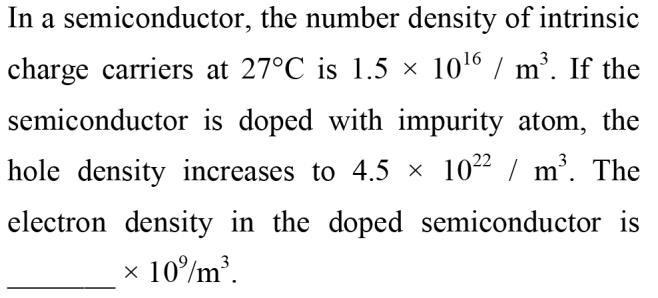 In a semiconductor, the number density of intrinsic
charge carriers at 27°C is 1.5 × 10¹⁶ / m³. If the
semiconductor is doped with impurity atom, the
hole density increases to 4.5 × 10²² / m³. The
electron density in the doped semiconductor is
________ × 10⁹/m³.